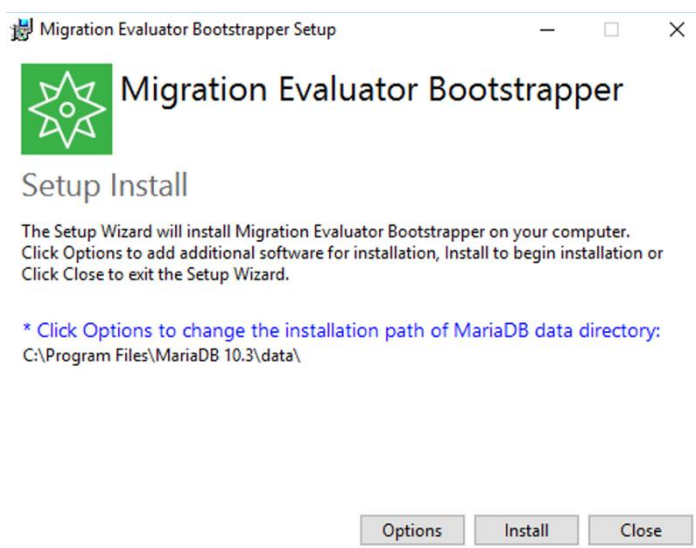 Migration Evaluator Bootstrapper Setup
Migration Evaluator Bootstrapper
Setup Install
The Setup Wizard will install Migration Evaluator Bootstrapper on your computer.
Click Options to add additional software for installation, Install to begin installation or
Click Close to exit the Setup Wizard.
* Click Options to change the installation path of MariaDB data directory:
C:\Program Files\MariaDB 10.3\data\
Options Install Close